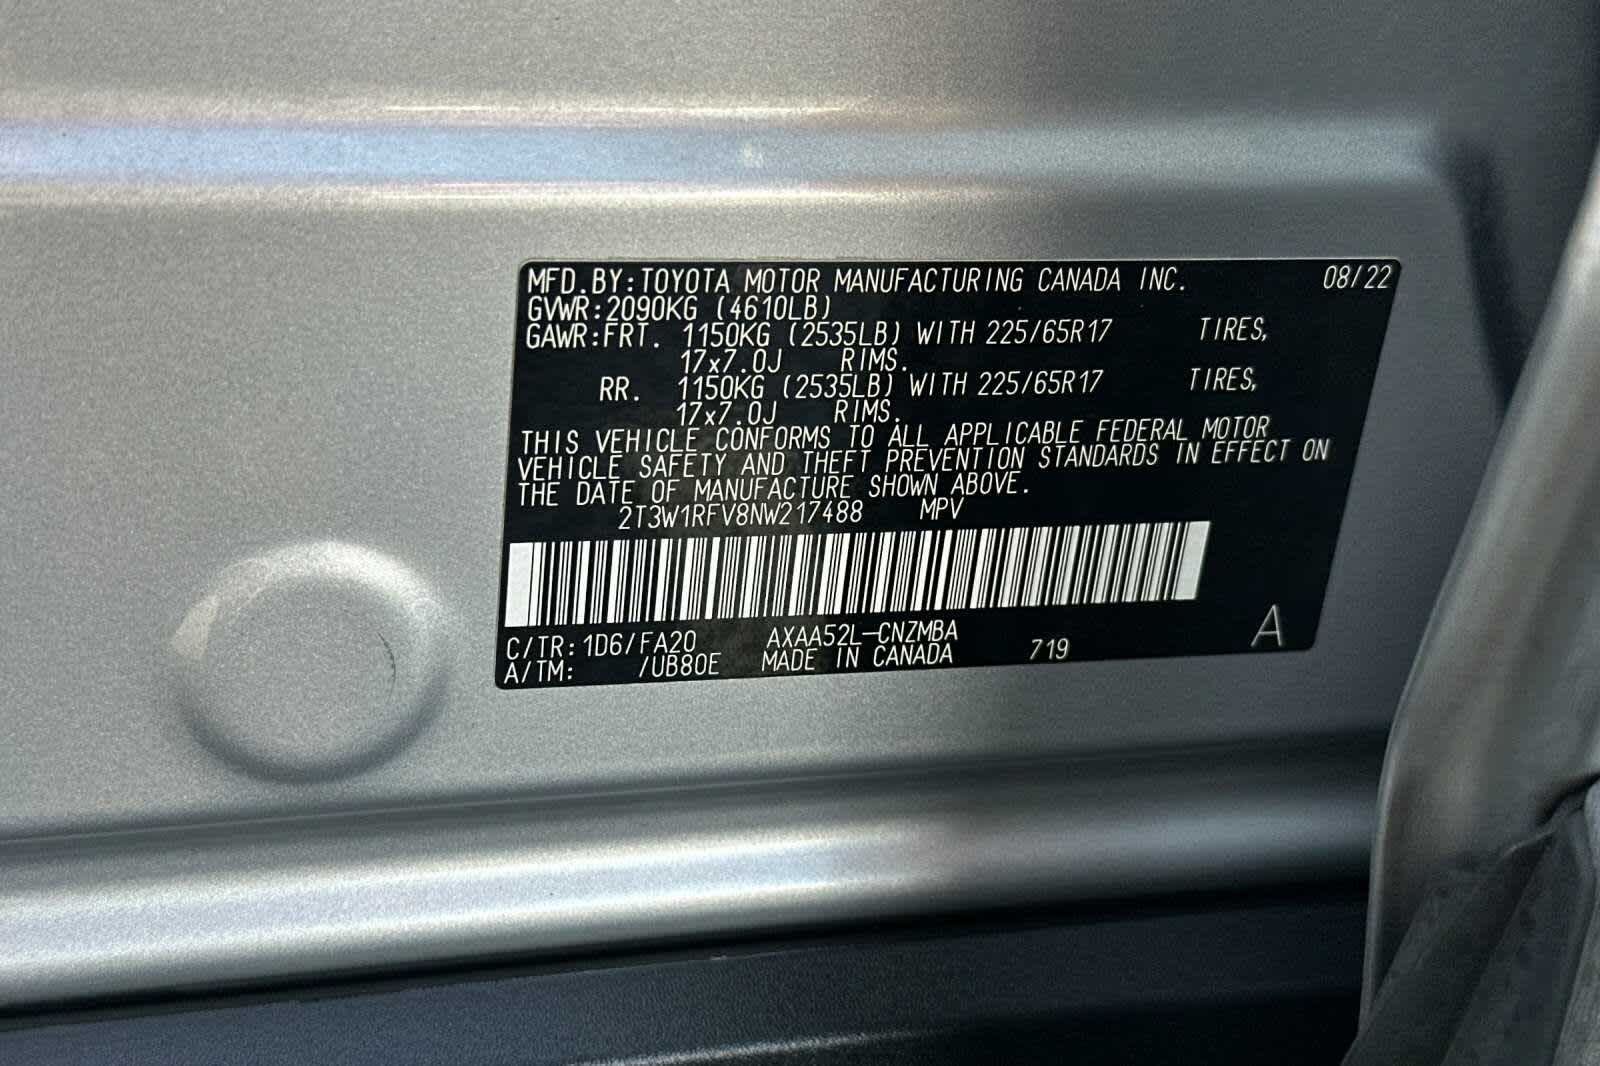 MFD.BY:TOYOTA MOTOR MANUFACTURING CANADA INC. 08/22
GVWR:2090KG (4610LB)
GAWR:FRT. 1150KG (2535LB) WITH 225/65R17 TIRES,
17x7.0J RIMS.
RR. 1150KG (2535LB) WITH 225/65R17 TIRES,
17x7.0J RIMS.
THIS VEHICLE CONFORMS TO ALL APPLICABLE FEDERAL MOTOR
VEHICLE SAFETY AND THEFT PREVENTION STANDARDS IN EFFECT ON
THE DATE OF MANUFACTURE SHOWN ABOVE.
2T3W1RFV8NW217488 MPV
C/TR:1D6/FA20 AXAA52L-CNZMBA 719 A
A/TM: /UB80E MADE IN CANADA